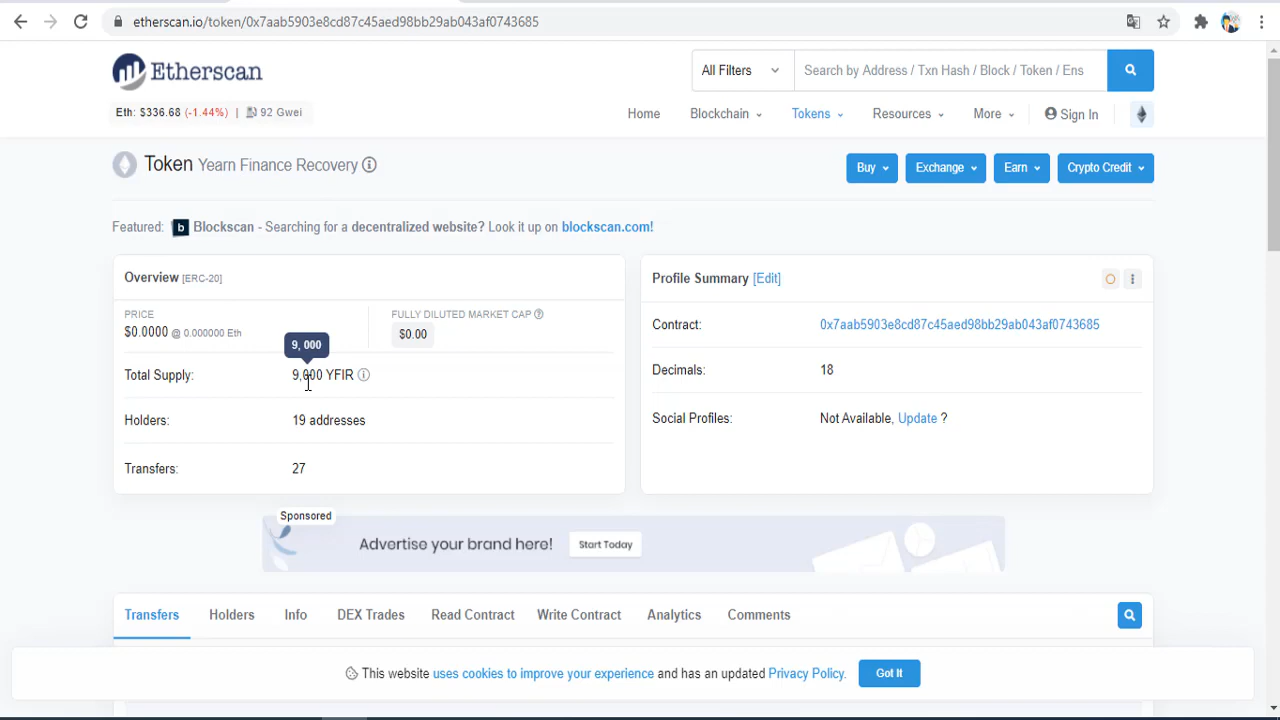 etherscan.io/token/0x7aab5903e8cd87c45aed98bb29ab043af0743685
Etherscan
All Filters
Search by Address / Txn Hash / Block / Token / Ens
Eth: $336.68 (-1.44%) | 92 Gwei
Home Blockchain Tokens Resources More Sign In
Token Yearn Finance Recovery
Buy Exchange Earn Crypto Credit
Featured: b Blockscan - Searching for a decentralized website? Look it up on blockscan.com!
Overview [ERC-20]
PRICE
$0.0000 @ 0.000000 Eth
FULLY DILUTED MARKET CAP
$0.00
9, 000
Total Supply: 9,000 YFIR
Holders: 19 addresses
Transfers: 27
Profile Summary [Edit]
Contract: 0x7aab5903e8cd87c45aed98bb29ab043af0743685
Decimals: 18
Social Profiles: Not Available, Update ?
Sponsored
Advertise your brand here! Start Today
Transfers Holders Info DEX Trades Read Contract Write Contract Analytics Comments
This website uses cookies to improve your experience and has an updated Privacy Policy. Got It